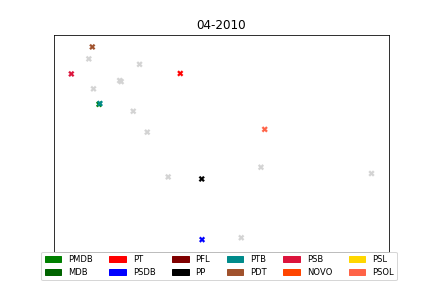 04-2010
PMDB PT PFL PTB PSB PSL
MDB PSDB PP PDT NOVO PSOL